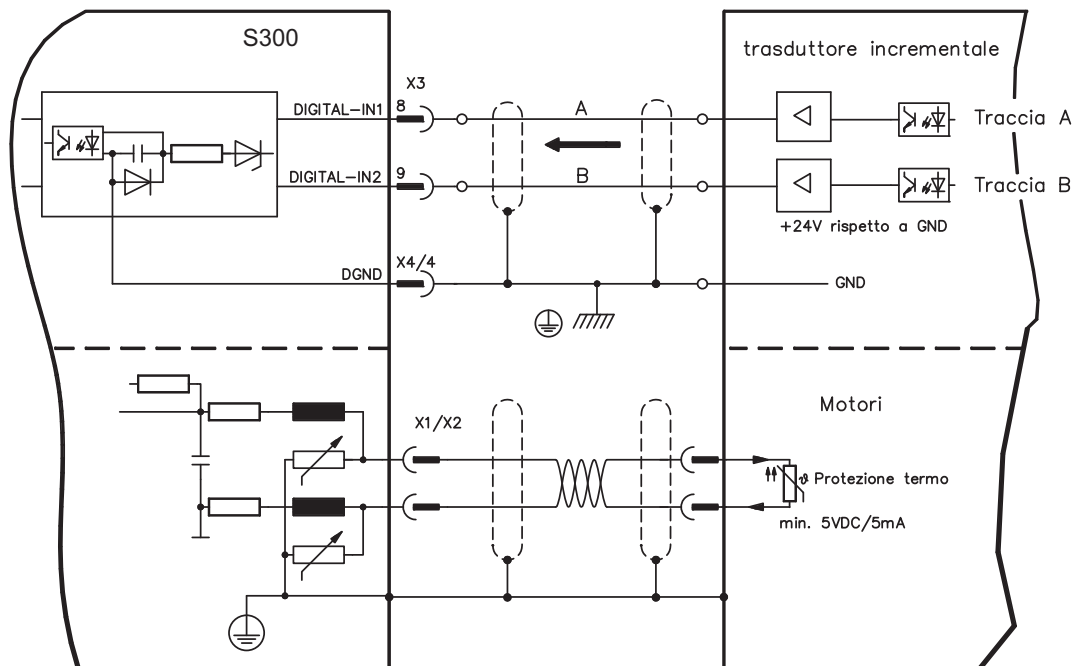 S300
trasduttore incrementale
X3
DIGITAL-IN1
8
A
Traccia A
DIGITAL-IN2
9
B
Traccia B
+24V rispetto a GND
X4/4
DGND
GND
Motori
X1/X2
ϑ Protezione termo
min. 5VDC/5mA